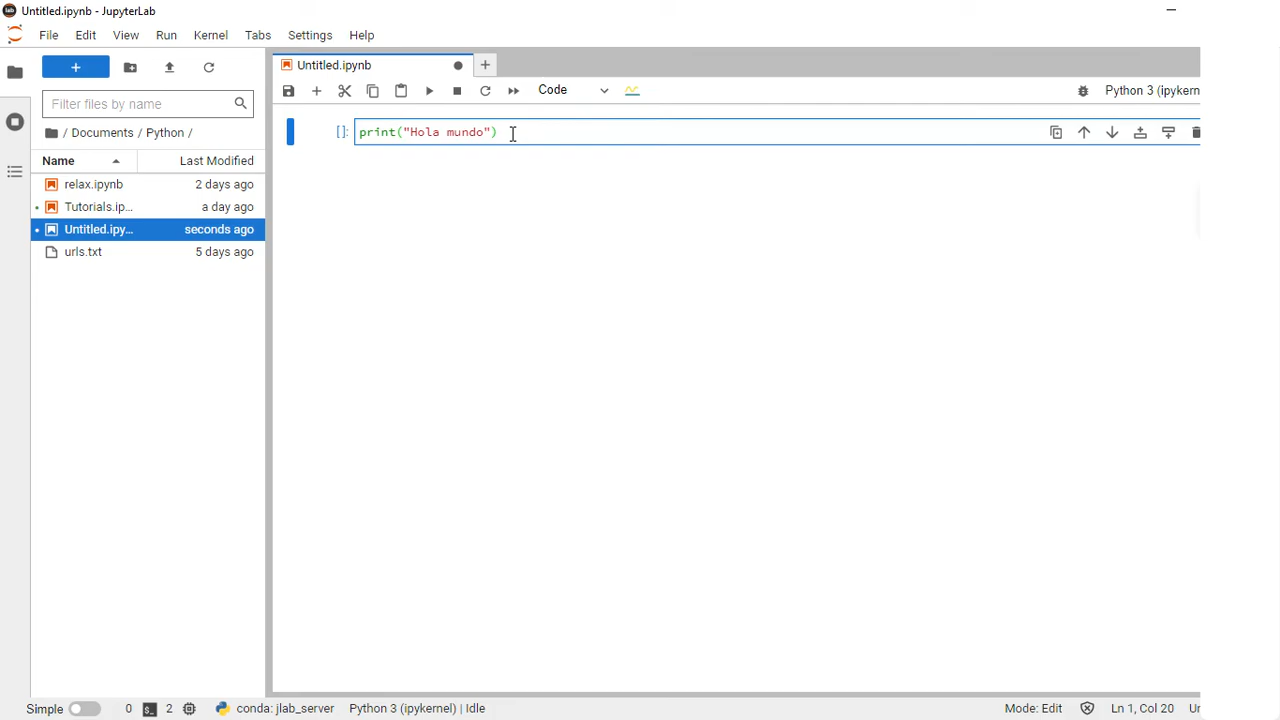 lab Untitled.ipynb - JupyterLab
File Edit View Run Kernel Tabs Settings Help
Untitled.ipynb
Filter files by name
Code
Python 3 (ipykern
/ Documents / Python /
[]: print("Hola mundo")
Name Last Modified
relax.ipynb 2 days ago
Tutorials.ip... a day ago
Untitled.ipy... seconds ago
urls.txt 5 days ago
Simple 0 2 conda: jlab_server Python 3 (ipykernel) | Idle Mode: Edit Ln 1, Col 20 Un